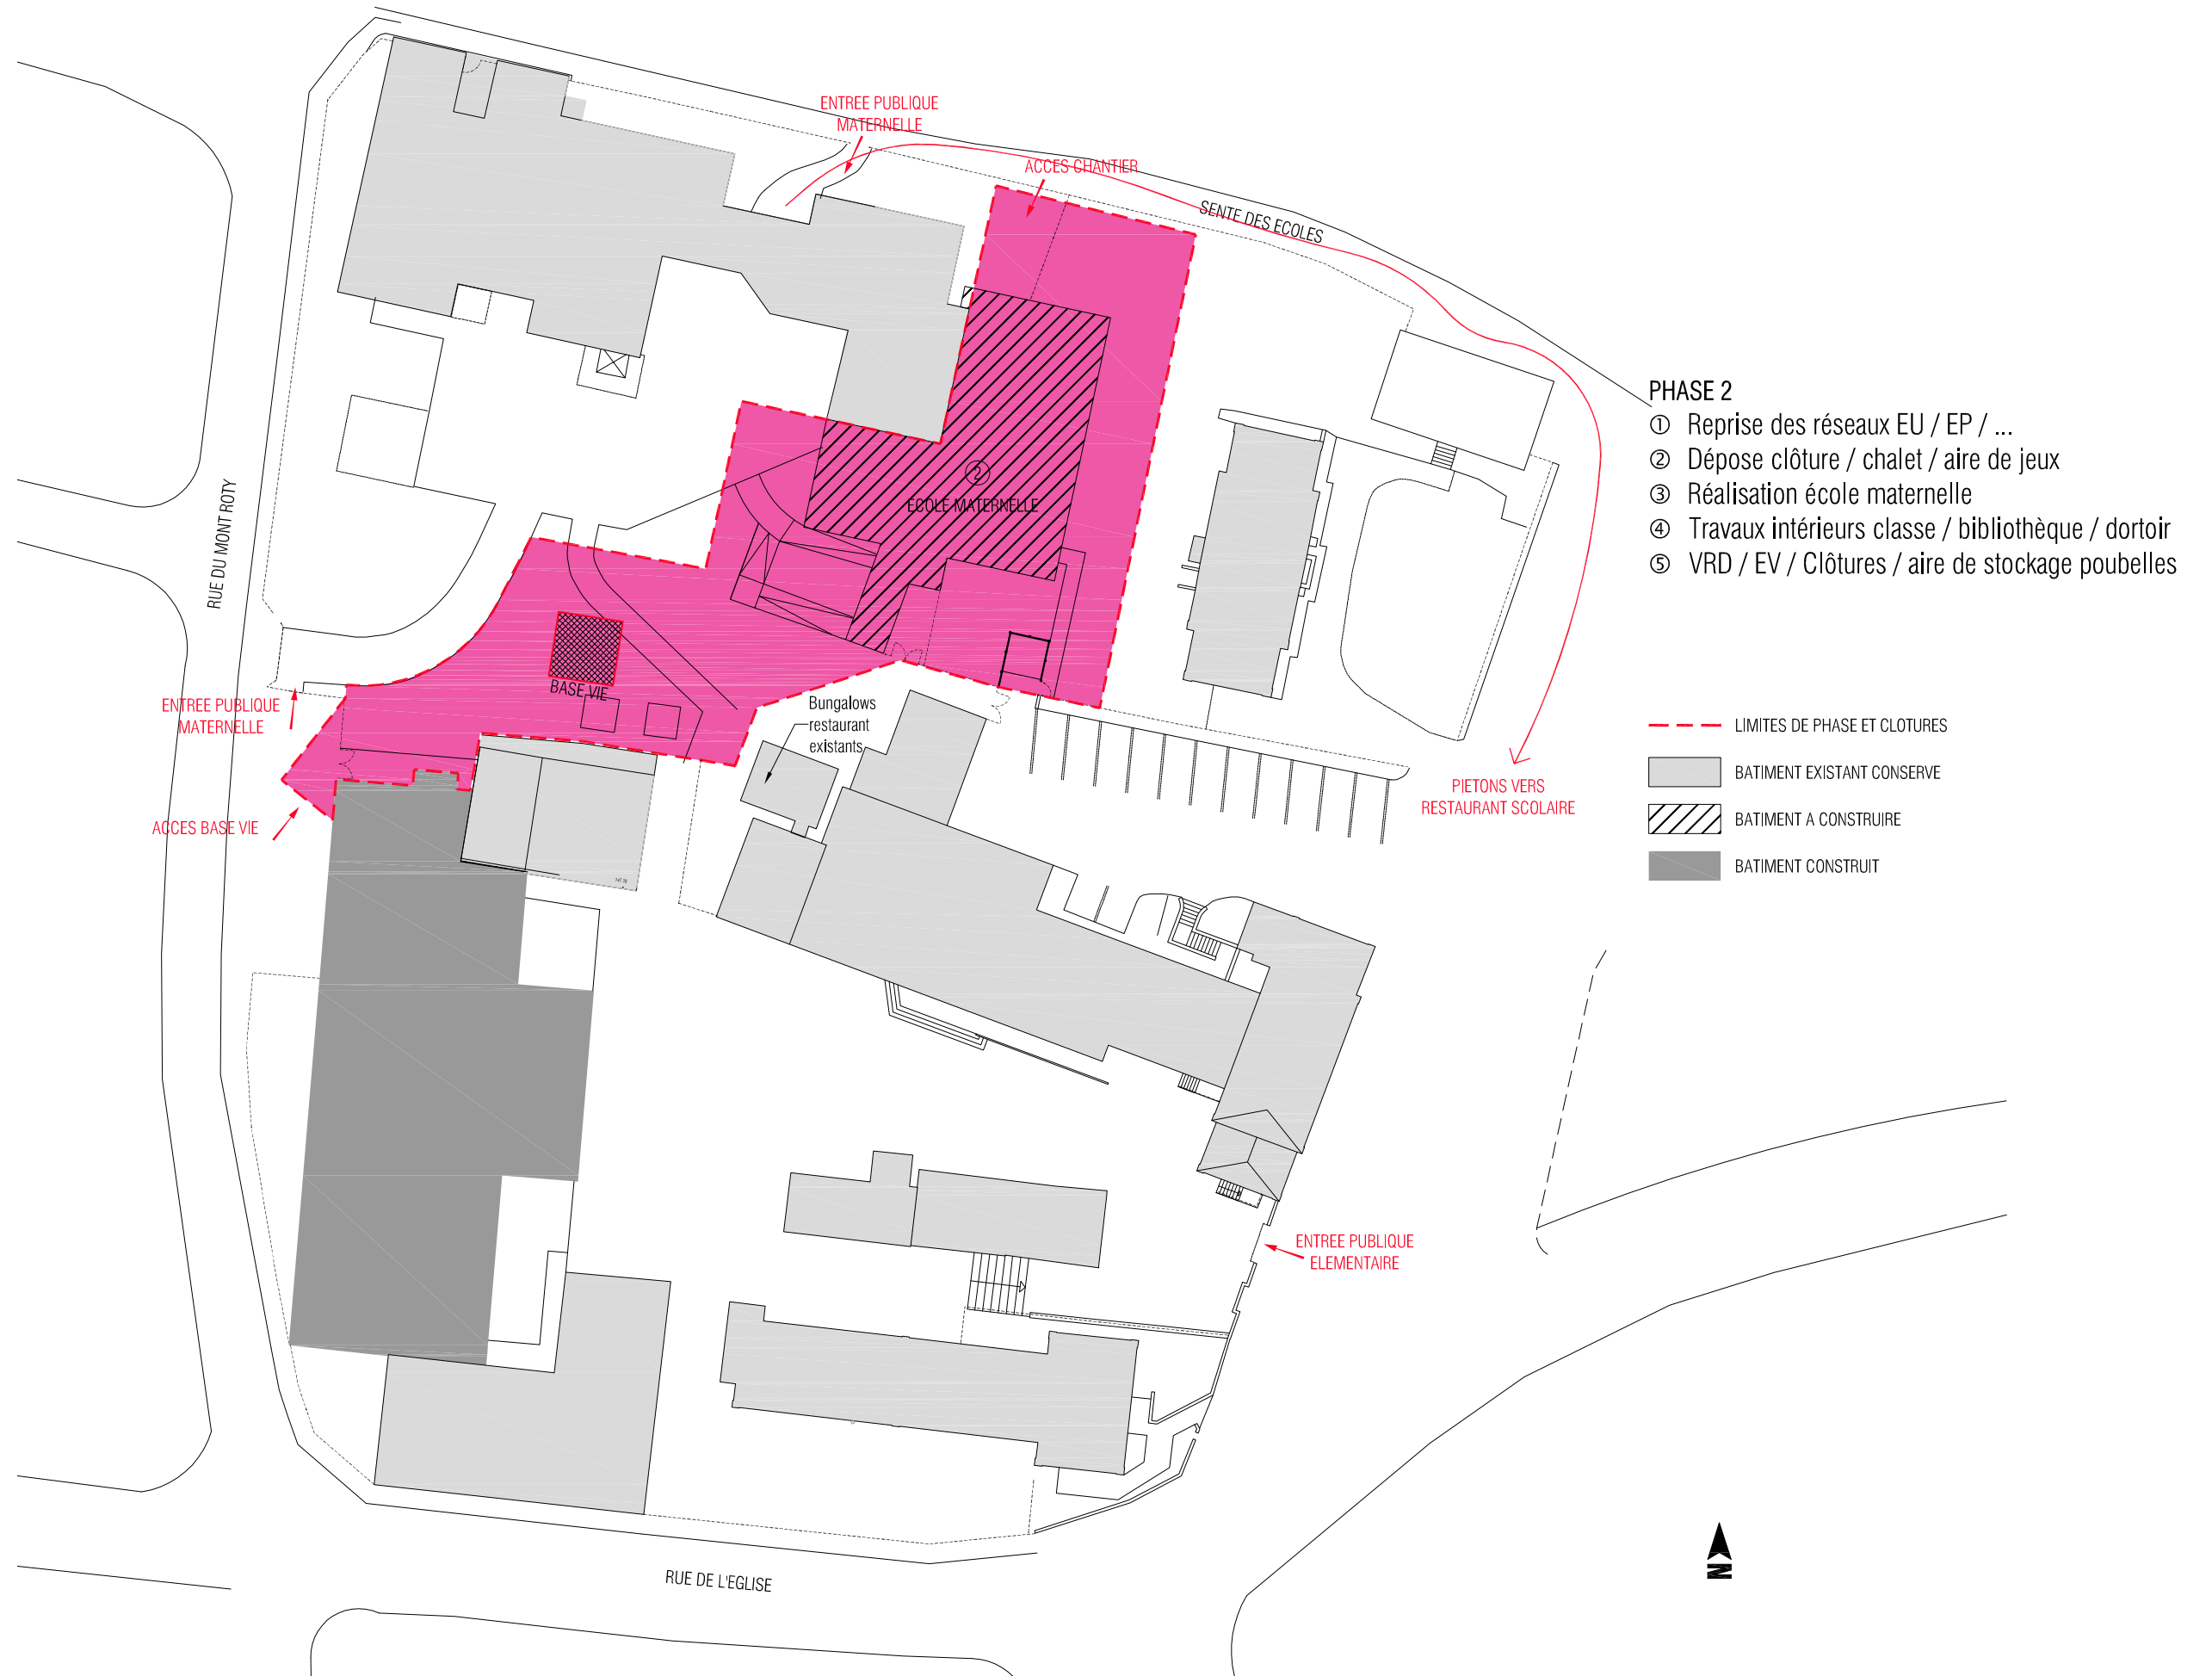 ENTREE PUBLIQUE
MATERNELLE
ACCES CHANTIER
SENTE DES ECOLES
PHASE 2
① Reprise des réseaux EU / EP / ...
② Dépose clôture / chalet / aire de jeux
③ Réalisation école maternelle
④ Travaux intérieurs classe / bibliothèque / dortoir
⑤ VRD / EV / Clôtures / aire de stockage poubelles
②
ECOLE MATERNELLE
RUE DU MONT ROTY
BASE VIE
ENTREE PUBLIQUE
MATERNELLE
Bungalows
restaurant
existants
ACCES BASE VIE
PIETONS VERS
RESTAURANT SCOLAIRE
LIMITES DE PHASE ET CLOTURES
BATIMENT EXISTANT CONSERVE
BATIMENT A CONSTRUIRE
BATIMENT CONSTRUIT
ENTREE PUBLIQUE
ELEMENTAIRE
RUE DE L'EGLISE
N